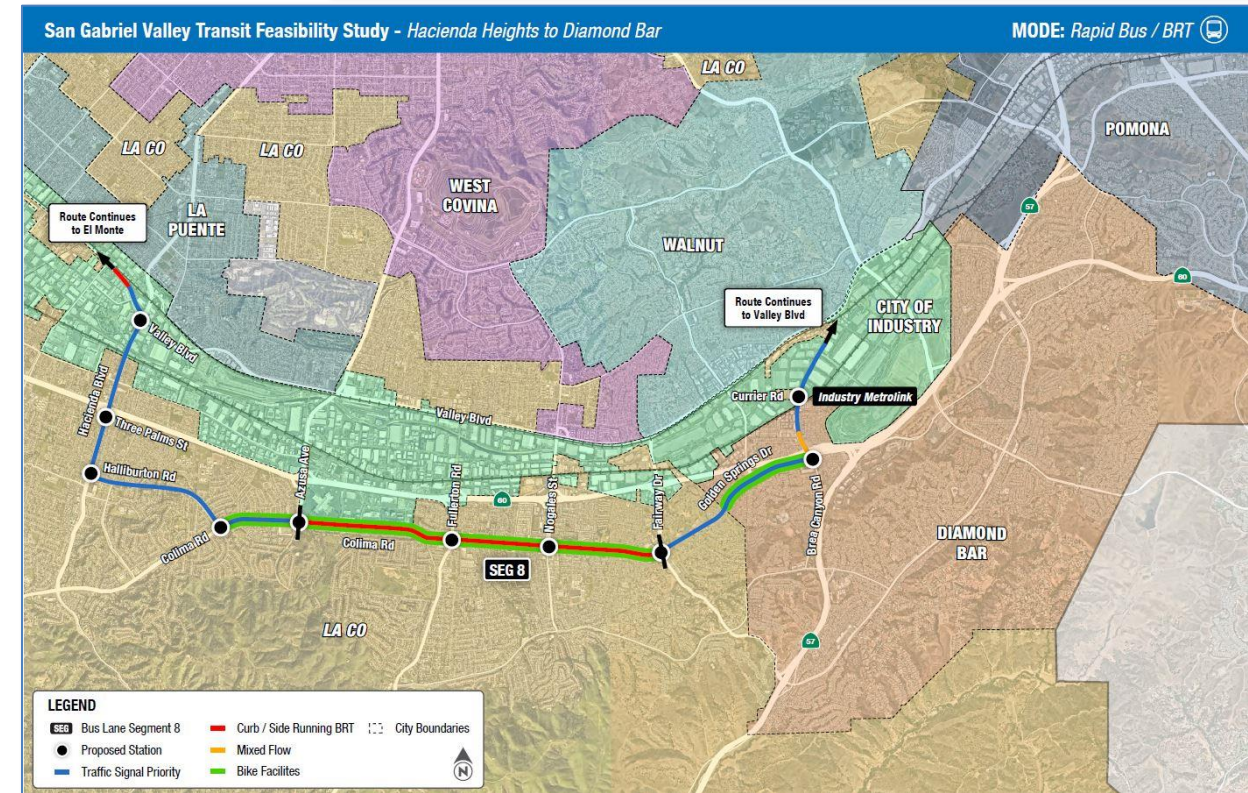 San Gabriel Valley Transit Feasibility Study - Hacienda Heights to Diamond Bar
MODE: Rapid Bus / BRT
LA CO
POMONA
LA CO
LA CO
57
WEST
COVINA
LA
PUENTE
Route Continues
to El Monte
WALNUT
60
Route Continues
to Valley Blvd
CITY OF
INDUSTRY
Valley Blvd
Hacienda Blvd
Currier Rd
Industry Metrolink
Valley Blvd
Three Palms St
Halliburton Rd
Azusa Ave
Fullerton Rd
Nogales St
Golden Springs Dr
60
Fairway Dr
Brea Canyon Rd
Colima Rd
Colima Rd
DIAMOND
BAR
SEG 8
LA CO
57
LEGEND
SEG Bus Lane Segment 8
Curb / Side Running BRT
City Boundaries
Proposed Station
Mixed Flow
Traffic Signal Priority
Bike Facilites
N